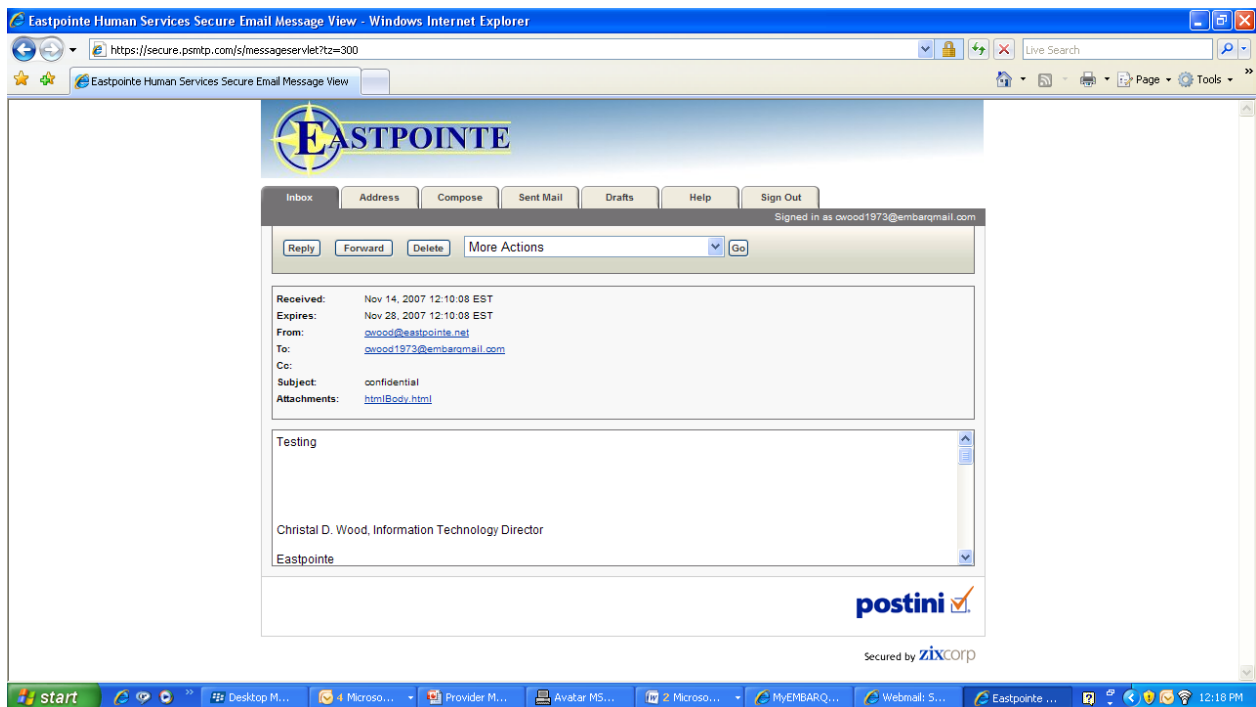 Eastpointe Human Services Secure Email Message View - Windows Internet Explorer
https://secure.psmtp.com/s/messageservlet?tz=300
Live Search
Eastpointe Human Services Secure Email Message View
Page
Tools
»
EASTPOINTE
Inbox Address Compose Sent Mail Drafts Help Sign Out
Signed in as cwood1973@embarqmail.com
Reply Forward Delete More Actions Go
Received: Nov 14, 2007 12:10:08 EST
Expires: Nov 28, 2007 12:10:08 EST
From: cwood@eastpointe.net
To: cwood1973@embarqmail.com
Cc:
Subject: confidential
Attachments: htmlBody.html
Testing
Christal D. Wood, Information Technology Director
Eastpointe
postini
Secured by zixcorp
start » Desktop M... 4 Microso... Provider M... Avatar MS... 2 Microso... MyEMBARQ... Webmail: S... Eastpointe ... 12:18 PM